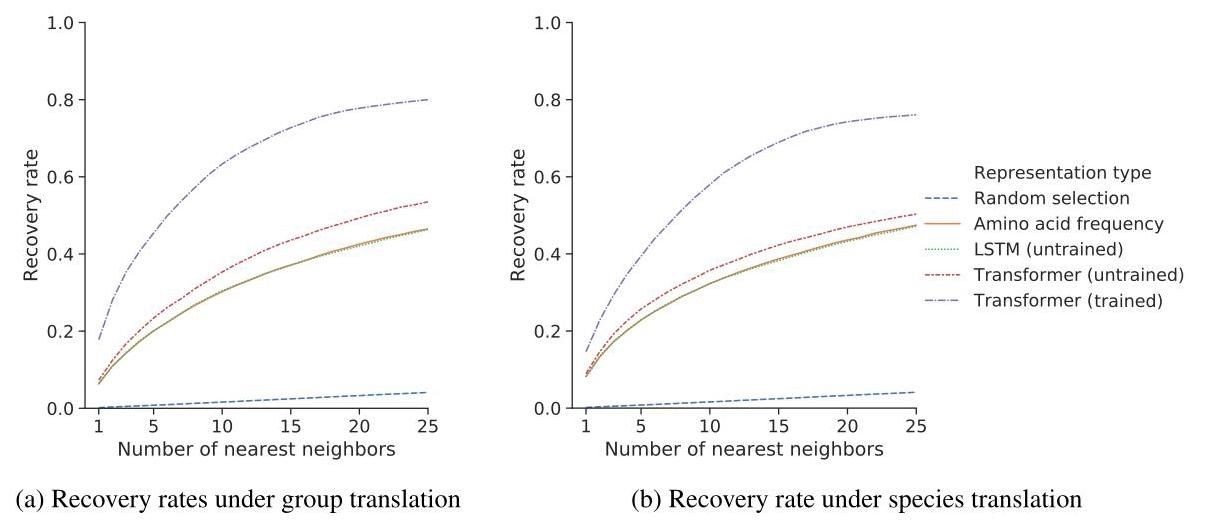 1.0
0.8
0.6
0.4
0.2
0.0
Recovery rate
1 5 10 15 20 25
Number of nearest neighbors
(a) Recovery rates under group translation
1.0
0.8
0.6
0.4
0.2
0.0
Recovery rate
1 5 10 15 20 25
Number of nearest neighbors
(b) Recovery rate under species translation
Representation type
Random selection
Amino acid frequency
LSTM (untrained)
Transformer (untrained)
Transformer (trained)